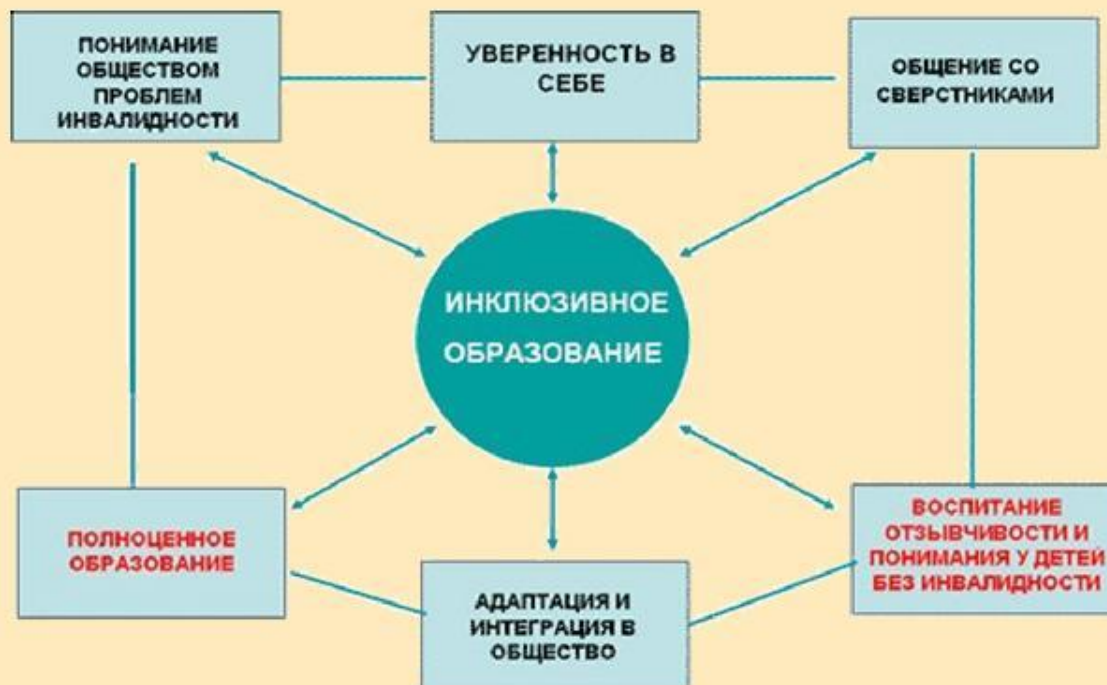 ПОНИМАНИЕ
ОБЩЕСТВОМ
ПРОБЛЕМ
ИНВАЛИДНОСТИ
УВЕРЕННОСТЬ В
СЕБЕ
ОБЩЕНИЕ СО
СВЕРСТНИКАМИ
ИНКЛЮЗИВНОЕ
ОБРАЗОВАНИЕ
ПОЛНОЦЕННОЕ
ОБРАЗОВАНИЕ
АДАПТАЦИЯ И
ИНТЕГРАЦИЯ В
ОБЩЕСТВО
ВОСПИТАНИЕ
ОТЗЫВЧИВОСТИ И
ПОНИМАНИЯ У ДЕТЕЙ
БЕЗ ИНВАЛИДНОСТИ